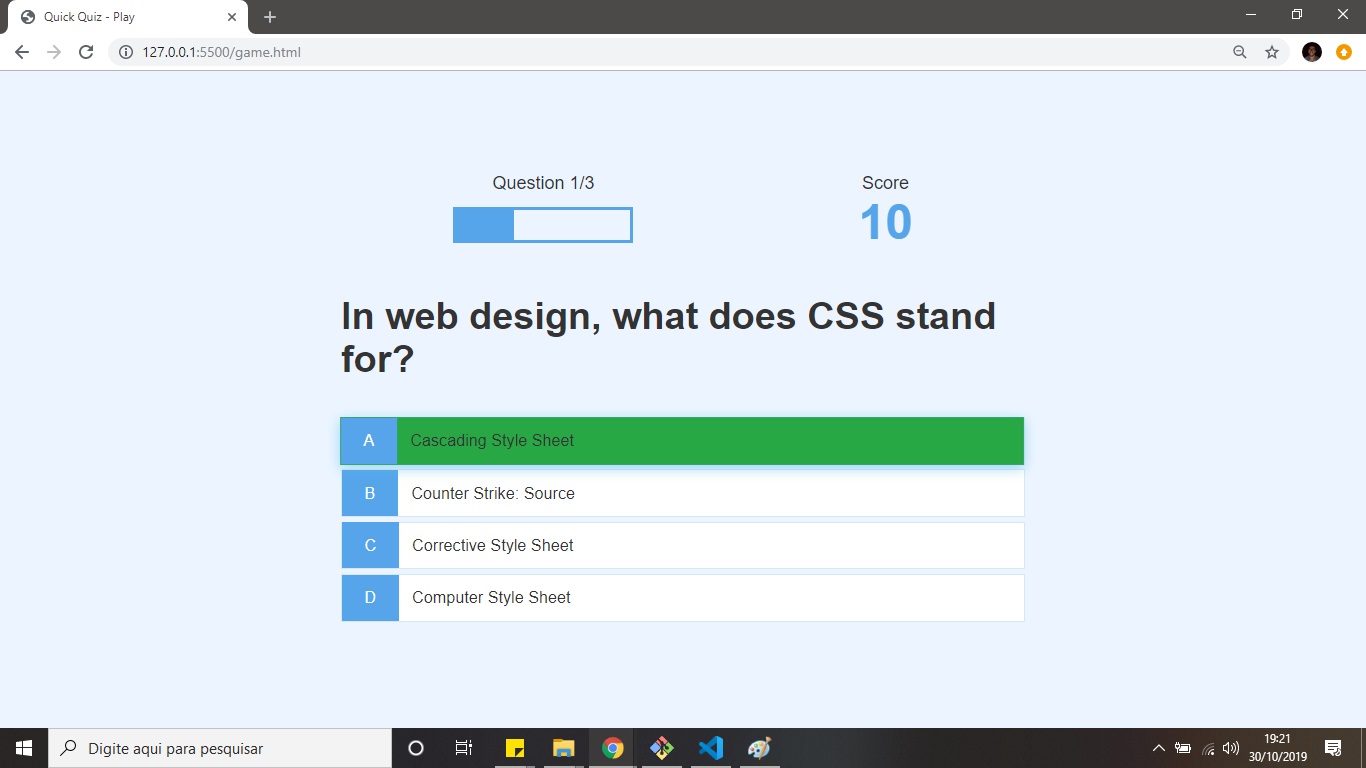 Quick Quiz - Play
127.0.0.1:5500/game.html
Question 1/3
Score
10
In web design, what does CSS stand
for?
A Cascading Style Sheet
B Counter Strike: Source
C Corrective Style Sheet
D Computer Style Sheet
Digite aqui para pesquisar
19:21
30/10/2019